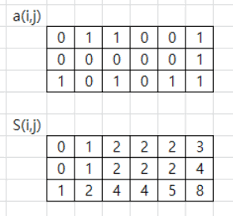 a(i,j)
0 1 1 0 0 1
0 0 0 0 0 1
1 0 1 0 1 1
S(i,j)
0 1 2 2 2 3
0 1 2 2 2 4
1 2 4 4 5 8